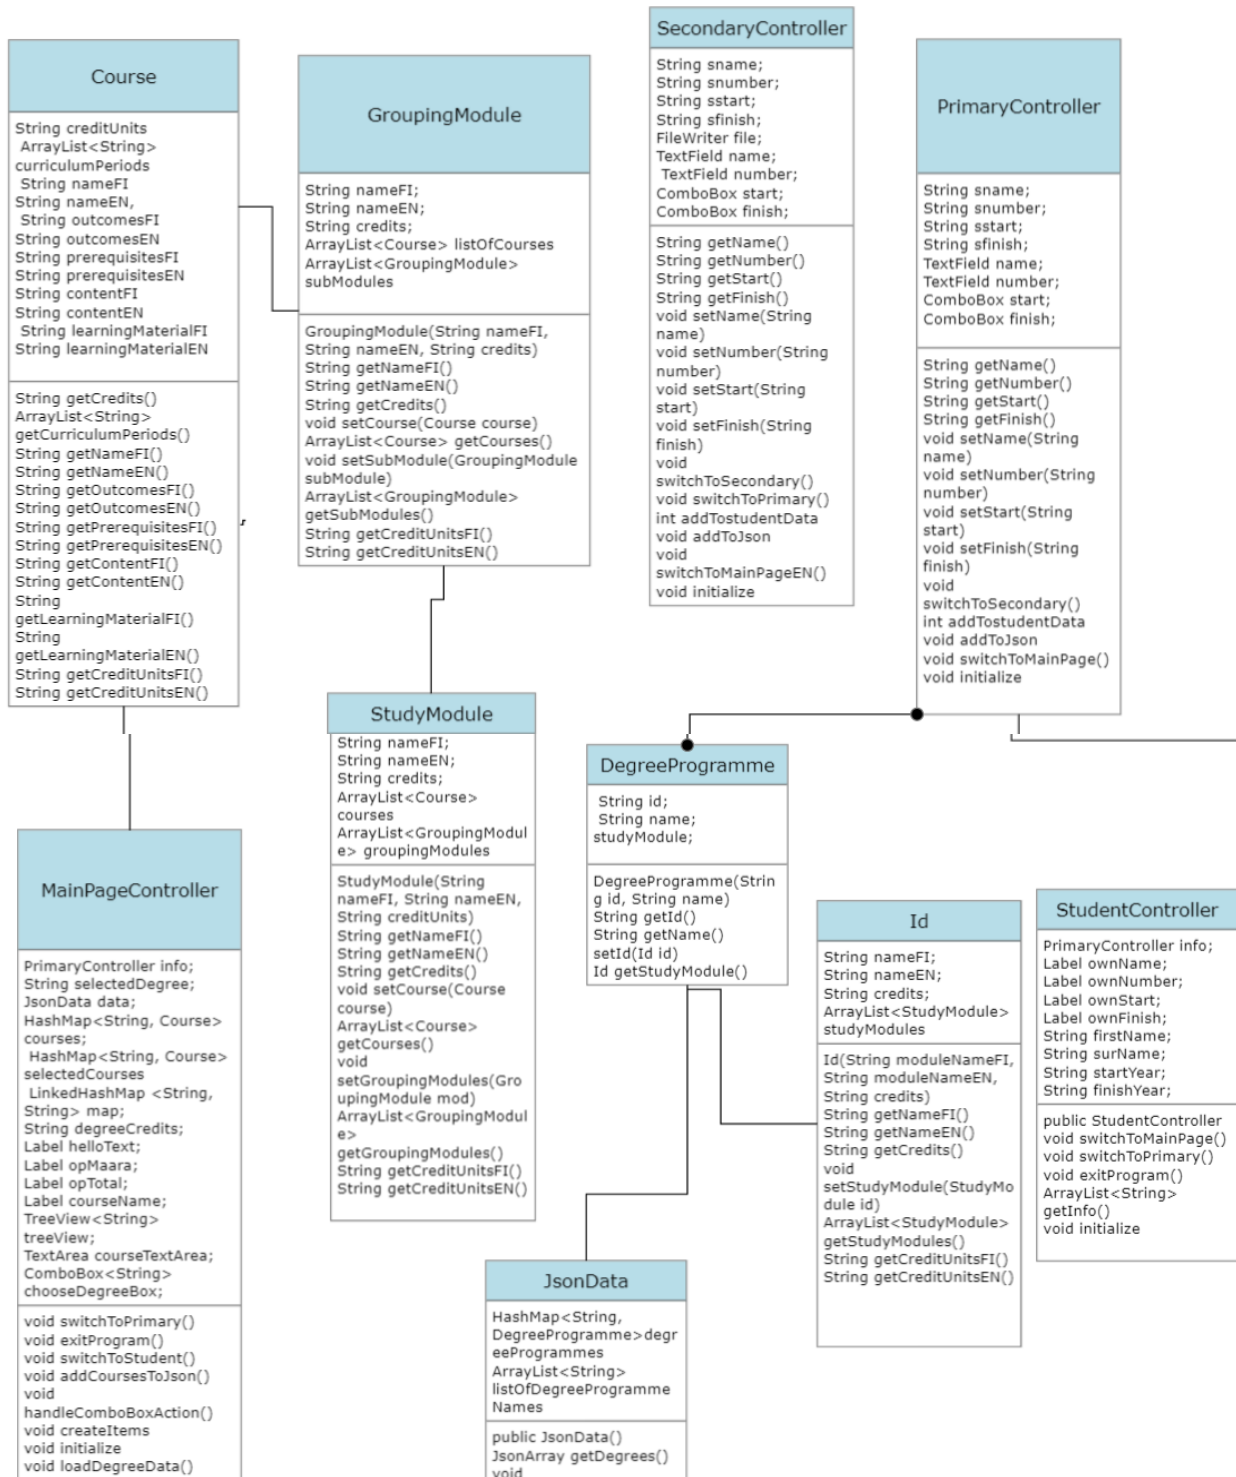 Course
String creditUnits
ArrayList<String>
curriculumPeriods
String nameFI
String nameEN,
String outcomesFI
String outcomesEN
String prerequisitesFI
String prerequisitesEN
String contentFI
String contentEN
String learningMaterialFI
String learningMaterialEN
String getCredits()
ArrayList<String>
getCurriculumPeriods()
String getNameFI()
String getNameEN()
String getOutcomesFI()
String getOutcomesEN()
String getPrerequisitesFI()
String getPrerequisitesEN()
String getContentFI()
String getContentEN()
String
getLearningMaterialFI()
String
getLearningMaterialEN()
String getCreditUnitsFI()
String getCreditUnitsEN()
GroupingModule
String nameFI;
String nameEN;
String credits;
ArrayList<Course> listOfCourses
ArrayList<GroupingModule>
subModules
GroupingModule(String nameFI,
String nameEN, String credits)
String getNameFI()
String getNameEN()
String getCredits()
void setCourse(Course course)
ArrayList<Course> getCourses()
void setSubModule(GroupingModule
subModule)
ArrayList<GroupingModule>
getSubModules()
String getCreditUnitsFI()
String getCreditUnitsEN()
SecondaryController
String sname;
String snumber;
String sstart;
String sfinish;
FileWriter file;
TextField name;
TextField number;
ComboBox start;
ComboBox finish;
String getName()
String getNumber()
String getStart()
String getFinish()
void setName(String
name)
void setNumber(String
number)
void setStart(String
start)
void setFinish(String
finish)
void
switchToSecondary()
void switchToPrimary()
int addTostudentData
void addToJson
void
switchToMainPageEN()
void initialize
PrimaryController
String sname;
String snumber;
String sstart;
String sfinish;
TextField name;
TextField number;
ComboBox start;
ComboBox finish;
String getName()
String getNumber()
String getStart()
String getFinish()
void setName(String
name)
void setNumber(String
number)
void setStart(String
start)
void setFinish(String
finish)
void
switchToSecondary()
int addTostudentData
void addToJson
void switchToMainPage()
void initialize
MainPageController
PrimaryController info;
String selectedDegree;
JsonData data;
HashMap<String, Course>
courses;
HashMap<String, Course>
selectedCourses
LinkedHashMap <String,
String> map;
String degreeCredits;
Label helloText;
Label opMaara;
Label opTotal;
Label courseName;
TreeView<String>
treeView;
TextArea courseTextArea;
ComboBox<String>
chooseDegreeBox;
void switchToPrimary()
void exitProgram()
void switchToStudent()
void addCoursesToJson()
void
handleComboBoxAction()
void createItems
void initialize
void loadDegreeData()
StudyModule
String nameFI;
String nameEN;
String credits;
ArrayList<Course>
courses
ArrayList<GroupingModul
e> groupingModules
StudyModule(String
nameFI, String nameEN,
String creditUnits)
String getNameFI()
String getNameEN()
String getCredits()
void setCourse(Course
course)
ArrayList<Course>
getCourses()
void
setGroupingModules(Gro
upingModule mod)
ArrayList<GroupingModul
e>
getGroupingModules()
String getCreditUnitsFI()
String getCreditUnitsEN()
DegreeProgramme
String id;
String name;
studyModule;
DegreeProgramme(Strin
g id, String name)
String getId()
String getName()
setId(Id id)
Id getStudyModule()
Id
String nameFI;
String nameEN;
String credits;
ArrayList<StudyModule>
studyModules
Id(String moduleNameFI,
String moduleNameEN,
String credits)
String getNameFI()
String getNameEN()
String getCredits()
void
setStudyModule(StudyMo
dule id)
ArrayList<StudyModule>
getStudyModules()
String getCreditUnitsFI()
String getCreditUnitsEN()
StudentController
PrimaryController info;
Label ownName;
Label ownNumber;
Label ownStart;
Label ownFinish;
String firstName;
String surName;
String startYear;
String finishYear;
public StudentController
void switchToMainPage()
void switchToPrimary()
void exitProgram()
ArrayList<String>
getInfo()
void initialize
JsonData
HashMap<String,
DegreeProgramme>degr
eeProgrammes
ArrayList<String>
listOfDegreeProgramme
Names
public JsonData()
JsonArray getDegrees()
void